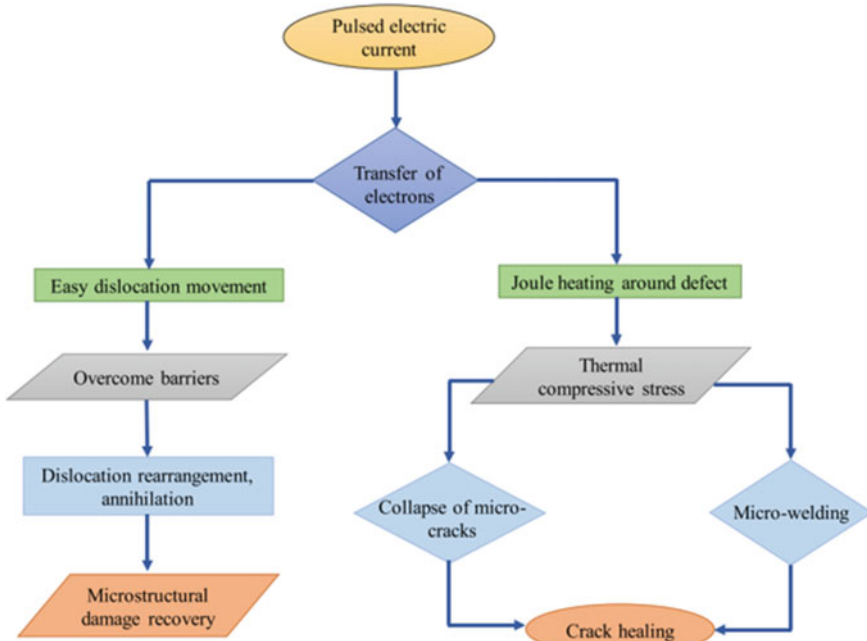 Pulsed electric
current
Transfer of
electrons
Easy dislocation movement
Joule heating around defect
Overcome barriers
Thermal
compressive stress
Dislocation rearrangement,
annihilation
Collapse of micro-
cracks
Micro-welding
Microstructural
damage recovery
Crack healing